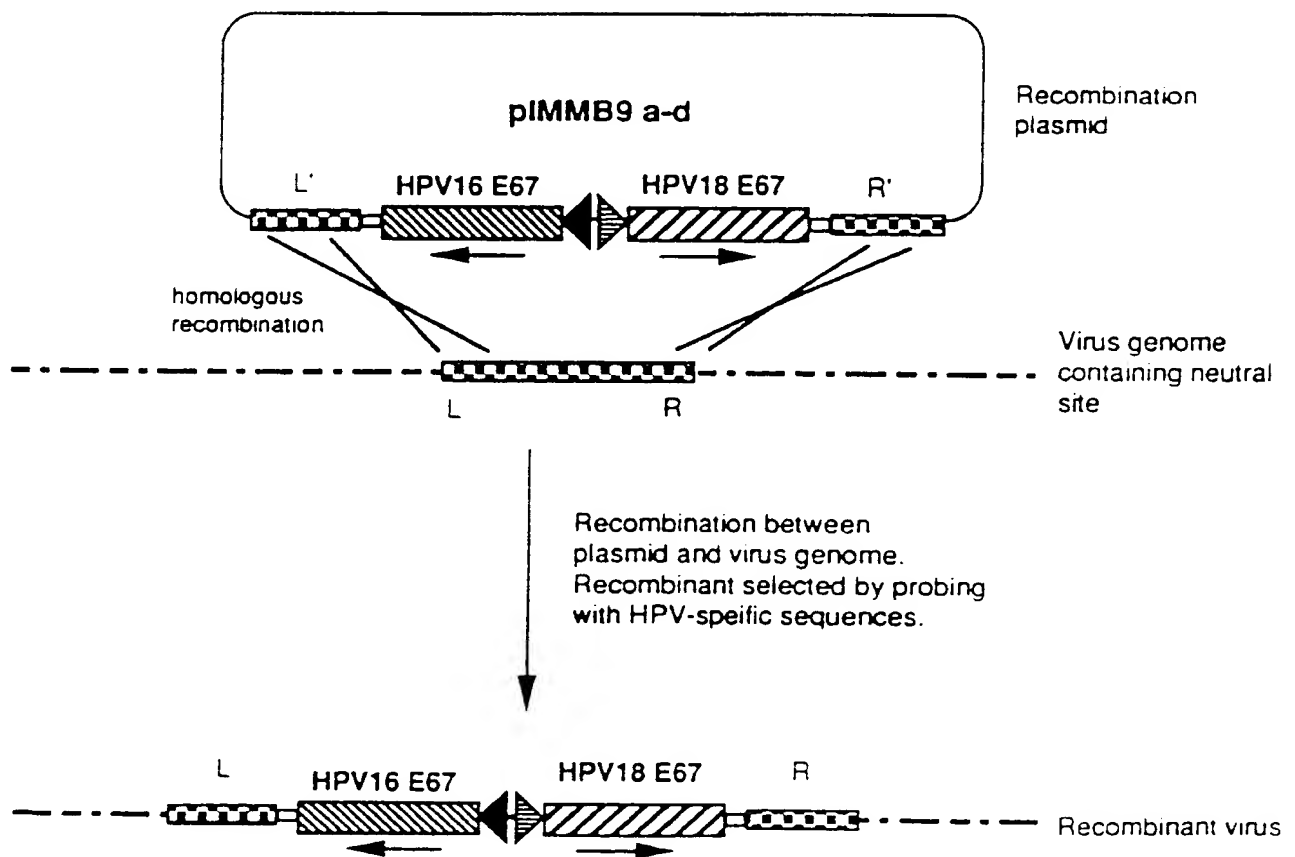 pIMMB9 a-d
Recombination
plasmid
L'
HPV16 E67
HPV18 E67
R'
homologous
recombination
Virus genome
containing neutral
site
L
R
Recombination between
plasmid and virus genome.
Recombinant selected by probing
with HPV-speific sequences.
L
HPV16 E67
HPV18 E67
R
Recombinant virus